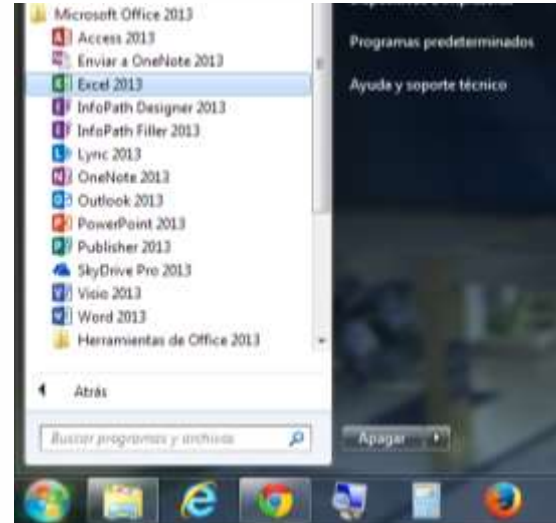 Microsoft Office 2013
Access 2013
Enviar a OneNote 2013
Excel 2013
InfoPath Designer 2013
InfoPath Filler 2013
Lync 2013
OneNote 2013
Outlook 2013
PowerPoint 2013
Publisher 2013
SkyDrive Pro 2013
Visio 2013
Word 2013
Herramientas de Office 2013
Atrás
Buscar programas y archivos
Programas predeterminados
Ayuda y soporte técnico
Apagar